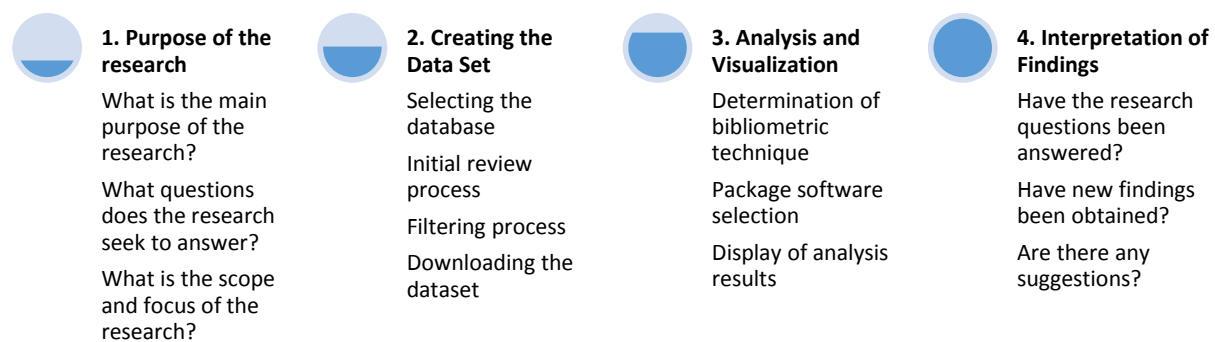 1. Purpose of the
research
What is the main
purpose of the
research?
What questions
does the research
seek to answer?
What is the scope
and focus of the
research?
2. Creating the
Data Set
Selecting the
database
Initial review
process
Filtering process
Downloading the
dataset
3. Analysis and
Visualization
Determination of
bibliometric
technique
Package software
selection
Display of analysis
results
4. Interpretation of
Findings
Have the research
questions been
answered?
Have new findings
been obtained?
Are there any
suggestions?